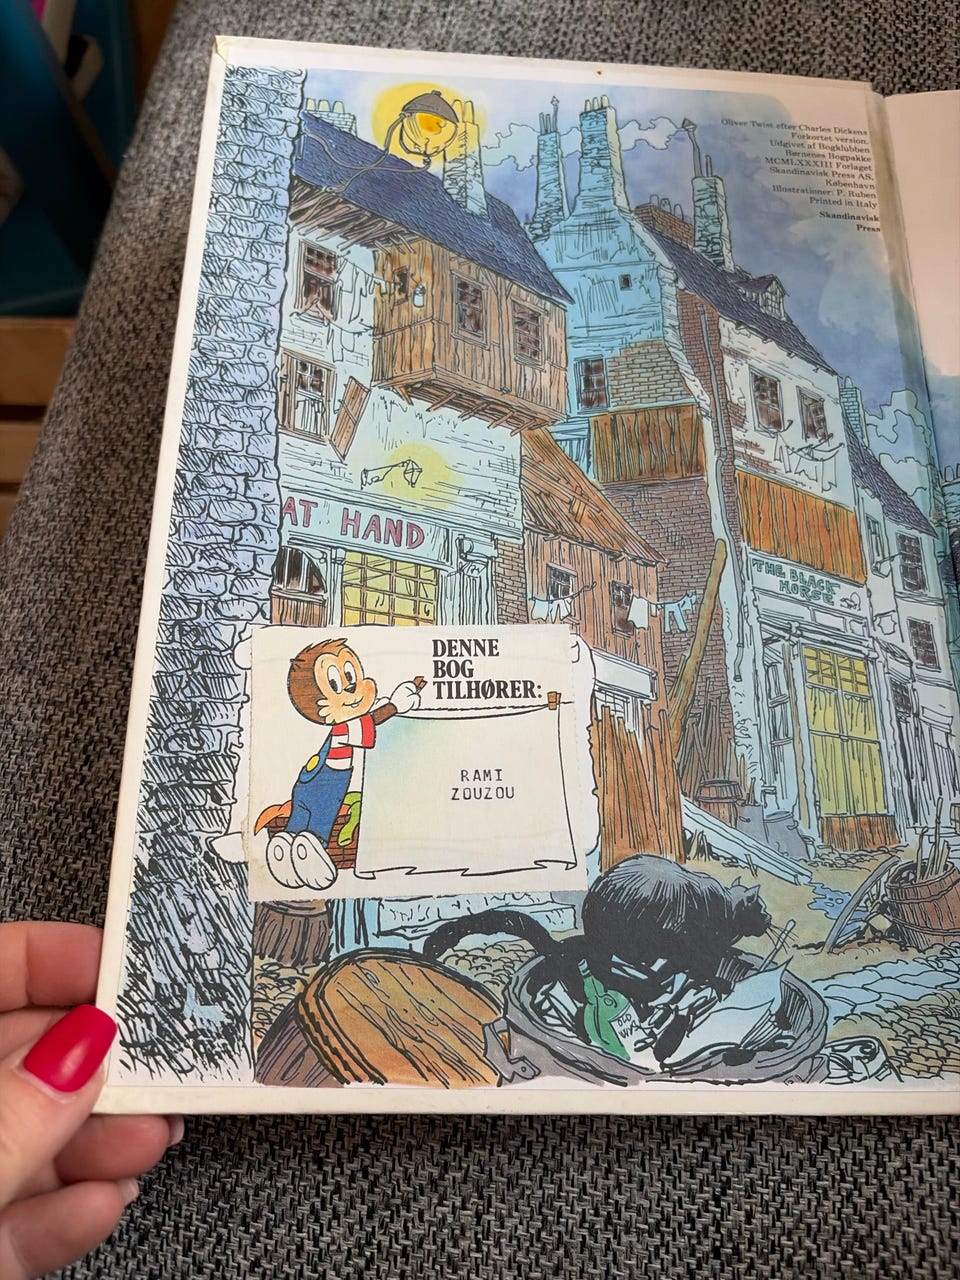 Oliver Twist efter Charles Dickens
Forkortet version.
Udgivet af Bogklubben
Børnenes Bogpakke
MCMLXXXIII Forlaget
Skandinavisk Press AS,
København
Illustrationer: P. Ruben
Printed in Italy
Skandinavisk
Press
AT HAND
THE BLACK
HORSE
DENNE
BOG
TILHØRER:
RAMI
ZOUZOU
OLD